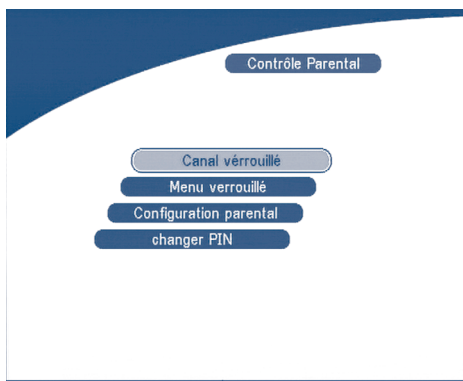 Contrôle Parental
Canal vérrouillé
Menu verrouillé
Configuration parental
changer PIN